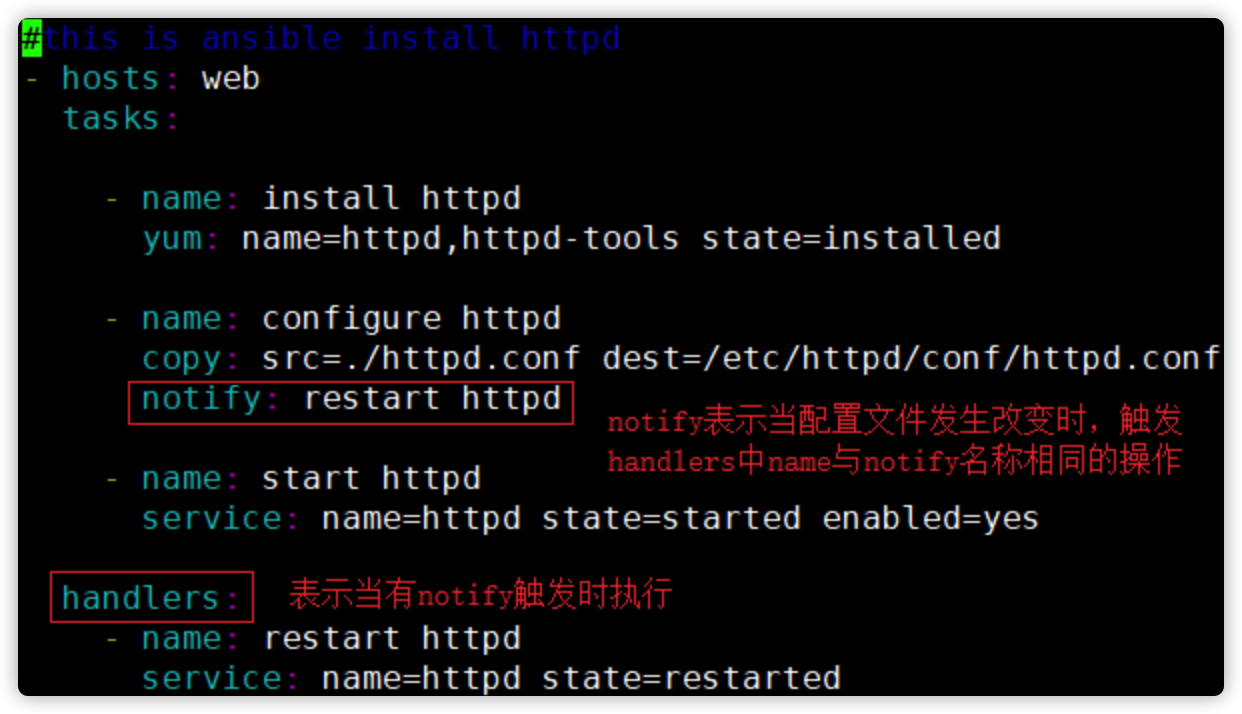 #this is ansible install httpd
- hosts: web
  tasks:
    - name: install httpd
      yum: name=httpd,httpd-tools state=installed
    - name: configure httpd
      copy: src=./httpd.conf dest=/etc/httpd/conf/httpd.conf
      notify: restart httpd
notify表示当配置文件发生改变时，触发
handlers中name与notify名称相同的操作
    - name: start httpd
      service: name=httpd state=started enabled=yes
  handlers: 表示当有notify触发时执行
    - name: restart httpd
      service: name=httpd state=restarted